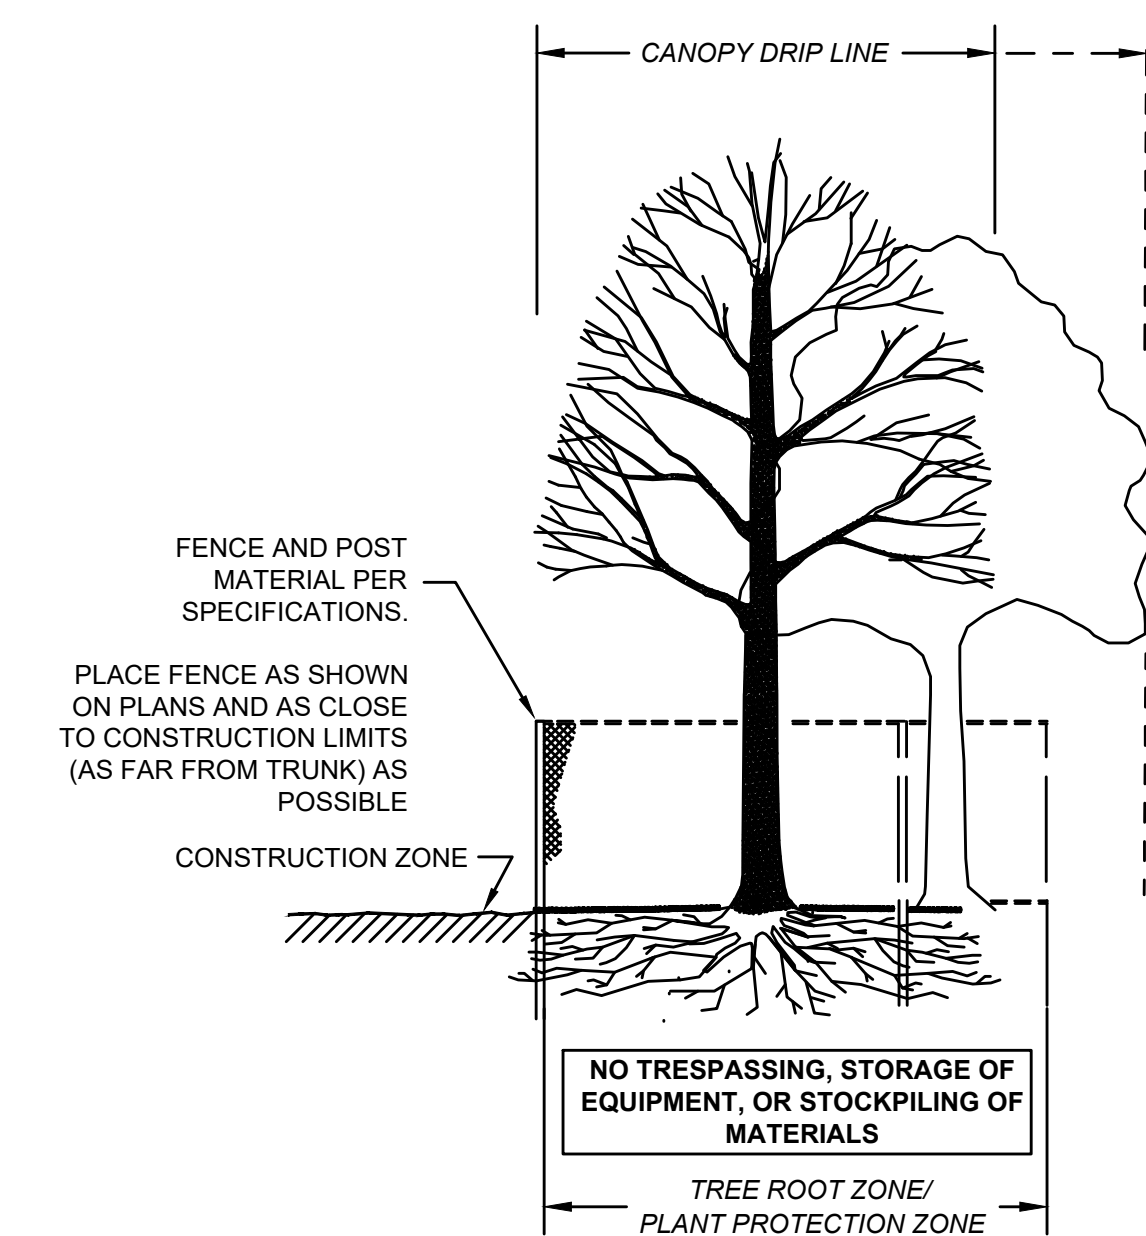 CANOPY DRIP LINE
FENCE AND POST
MATERIAL PER
SPECIFICATIONS.
PLACE FENCE AS SHOWN
ON PLANS AND AS CLOSE
TO CONSTRUCTION LIMITS
(AS FAR FROM TRUNK) AS
POSSIBLE
CONSTRUCTION ZONE
NO TRESPASSING, STORAGE OF
EQUIPMENT, OR STOCKPILING OF
MATERIALS
TREE ROOT ZONE/
PLANT PROTECTION ZONE